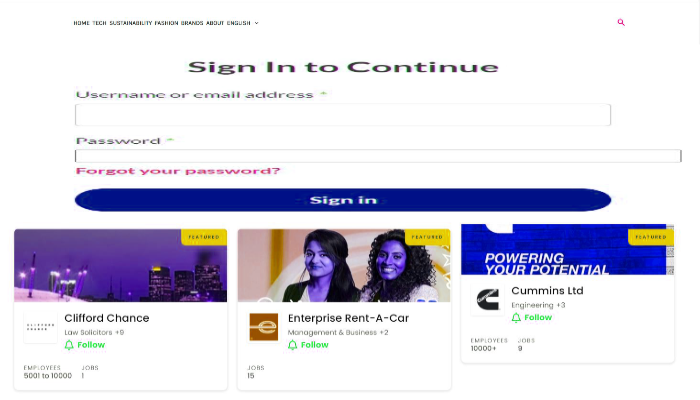 HOME TECH SUSTAINABILITY FASHION BRANDS ABOUT ENGLISH
Sign In to Continue
Username or email address *
Password *
Forgot your password?
Sign in
FEATURED
CLIFFORD
CHANCE
Clifford Chance
Law Solicitors +9
Follow
EMPLOYEES JOBS
5001 to 10000 1
FEATURED
e
Enterprise Rent-A-Car
Management & Business +2
Follow
JOBS
15
FEATURED
POWERING
YOUR POTENTIAL
Cummins Ltd
Engineering +3
Follow
EMPLOYEES JOBS
10000+ 9